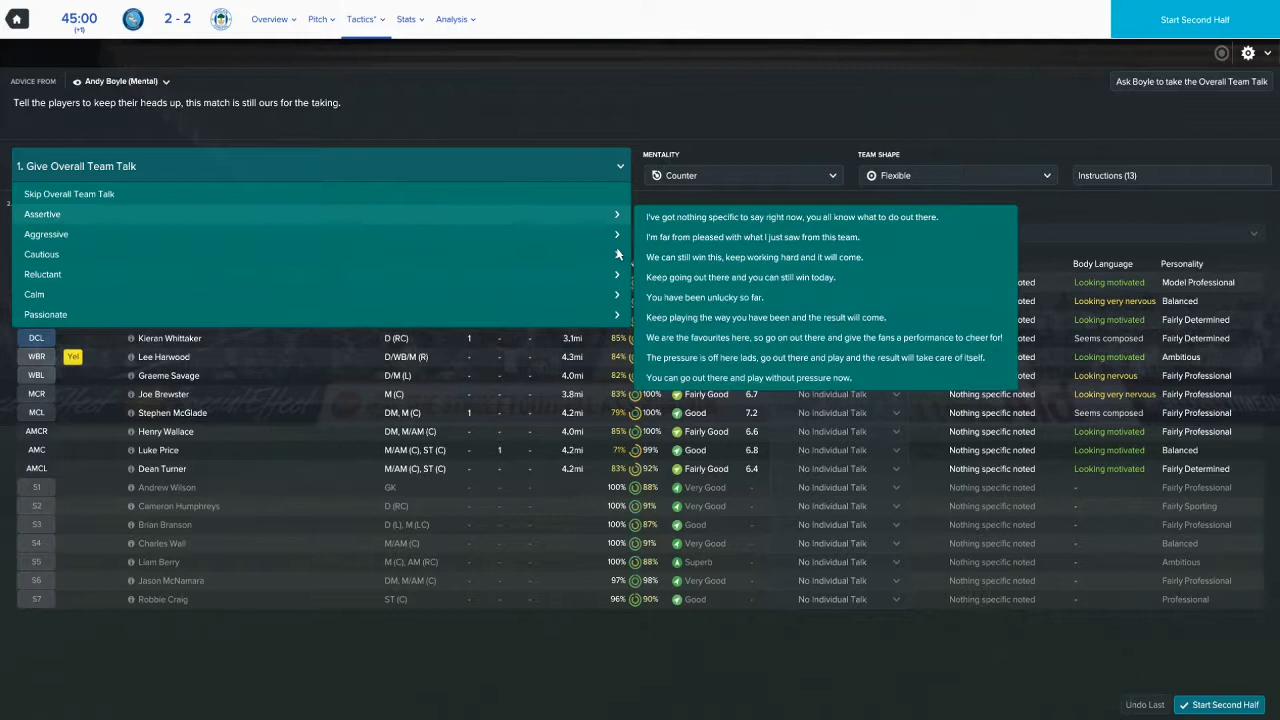 45:00
(+1)
2 - 2
Overview
Pitch
Tactics*
Stats
Analysis
Start Second Half
ADVICE FROM
Andy Boyle (Mental)
Ask Boyle to take the Overall Team Talk
Tell the players to keep their heads up, this match is still ours for the taking.
1. Give Overall Team Talk
MENTALITY
Counter
TEAM SHAPE
Flexible
Instructions (13)
Skip Overall Team Talk
Assertive
Aggressive
Cautious
Reluctant
Calm
Passionate
I've got nothing specific to say right now, you all know what to do out there.
I'm far from pleased with what I just saw from this team.
We can still win this, keep working hard and it will come.
Keep going out there and you can still win today.
You have been unlucky so far.
Keep playing the way you have been and the result will come.
We are the favourites here, so go on out there and give the fans a performance to cheer for!
The pressure is off here lads, go out there and play and the result will take care of itself.
You can go out there and play without pressure now.
Body Language Personality
noted Looking motivated Model Professional
noted Looking very nervous Balanced
noted Looking motivated Fairly Determined
DCL Kieran Whittaker D (RC) 1 - - 3.1mi 85% noted Seems composed Fairly Professional
WBR Yel Lee Harwood D/WB/M (R) - - - 4.3mi 84% noted Looking motivated Ambitious
WBL Graeme Savage D/M (L) - - - 4.0mi 82% noted Looking nervous Fairly Professional
MCR Joe Brewster M (C) - - - 3.8mi 83% 100% Fairly Good 6.7 No Individual Talk Nothing specific noted Looking very nervous Balanced
MCL Stephen McGlade DM, M (C) 1 - - 4.2mi 79% 100% Good 7.2 No Individual Talk Nothing specific noted Seems composed Fairly Professional
AMCR Henry Wallace DM, M/AM (C) - - - 4.0mi 85% 100% Fairly Good 6.6 No Individual Talk Nothing specific noted Looking motivated Fairly Professional
AMC Luke Price M/AM (C), ST (C) - 1 - 4.2mi 71% 99% Good 6.8 No Individual Talk Nothing specific noted Looking motivated Balanced
AMCL Dean Turner M/AM (C), ST (C) - - - 4.2mi 83% 92% Fairly Good 6.4 No Individual Talk Nothing specific noted Looking motivated Fairly Determined
S1 Andrew Wilson GK 100% 88% Very Good - No Individual Talk Nothing specific noted - Fairly Professional
S2 Cameron Humphreys D (RC) 100% 91% Very Good - No Individual Talk Nothing specific noted - Fairly Sporting
S3 Brian Branson D (L), M (LC) 100% 87% Good - No Individual Talk Nothing specific noted - Fairly Professional
S4 Charles Wall M/AM (C) 100% 91% Very Good - No Individual Talk Nothing specific noted - Balanced
S5 Liam Berry M (C), AM (RC) 100% 88% Superb - No Individual Talk Nothing specific noted - Ambitious
S6 Jason McNamara DM, M/AM (C) 97% 98% Very Good - No Individual Talk Nothing specific noted - Fairly Professional
S7 Robbie Craig ST (C) 96% 90% Good - No Individual Talk Nothing specific noted - Professional
Undo Last
Start Second Half